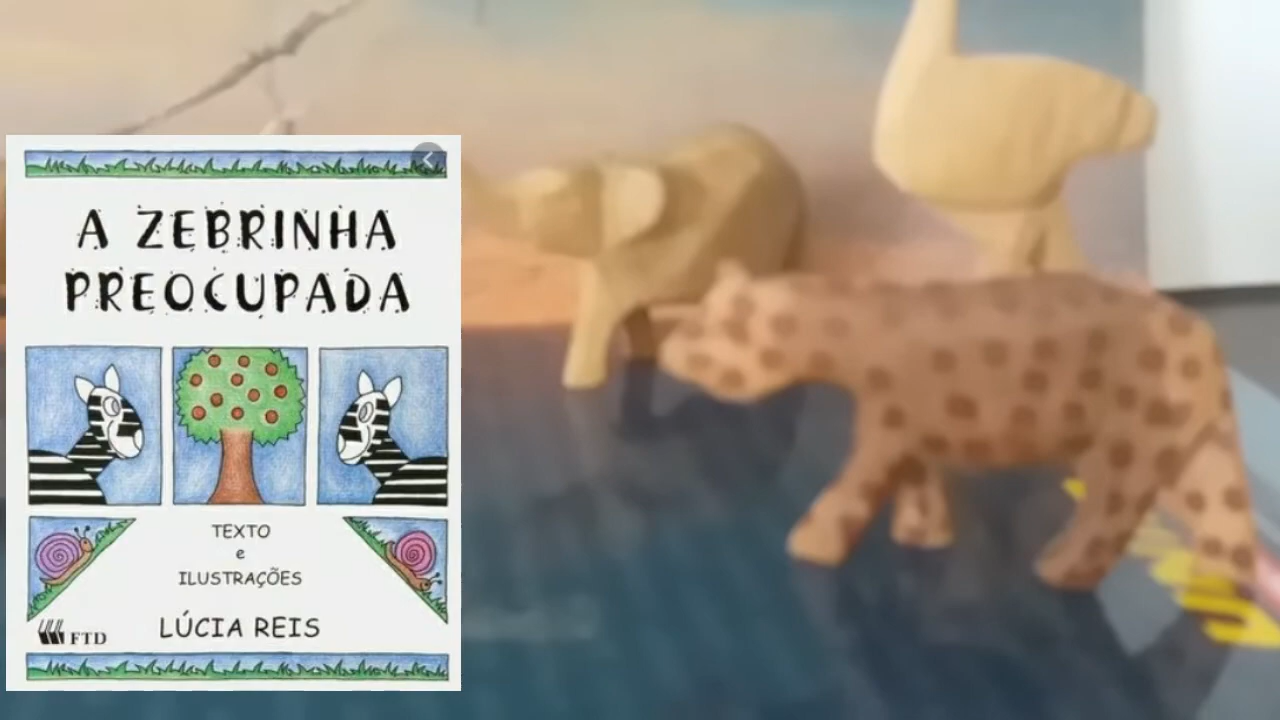 A ZEBRINHA
PREOCUPADA
TEXTO
e
ILUSTRAÇÕES
LÚCIA REIS
FTD